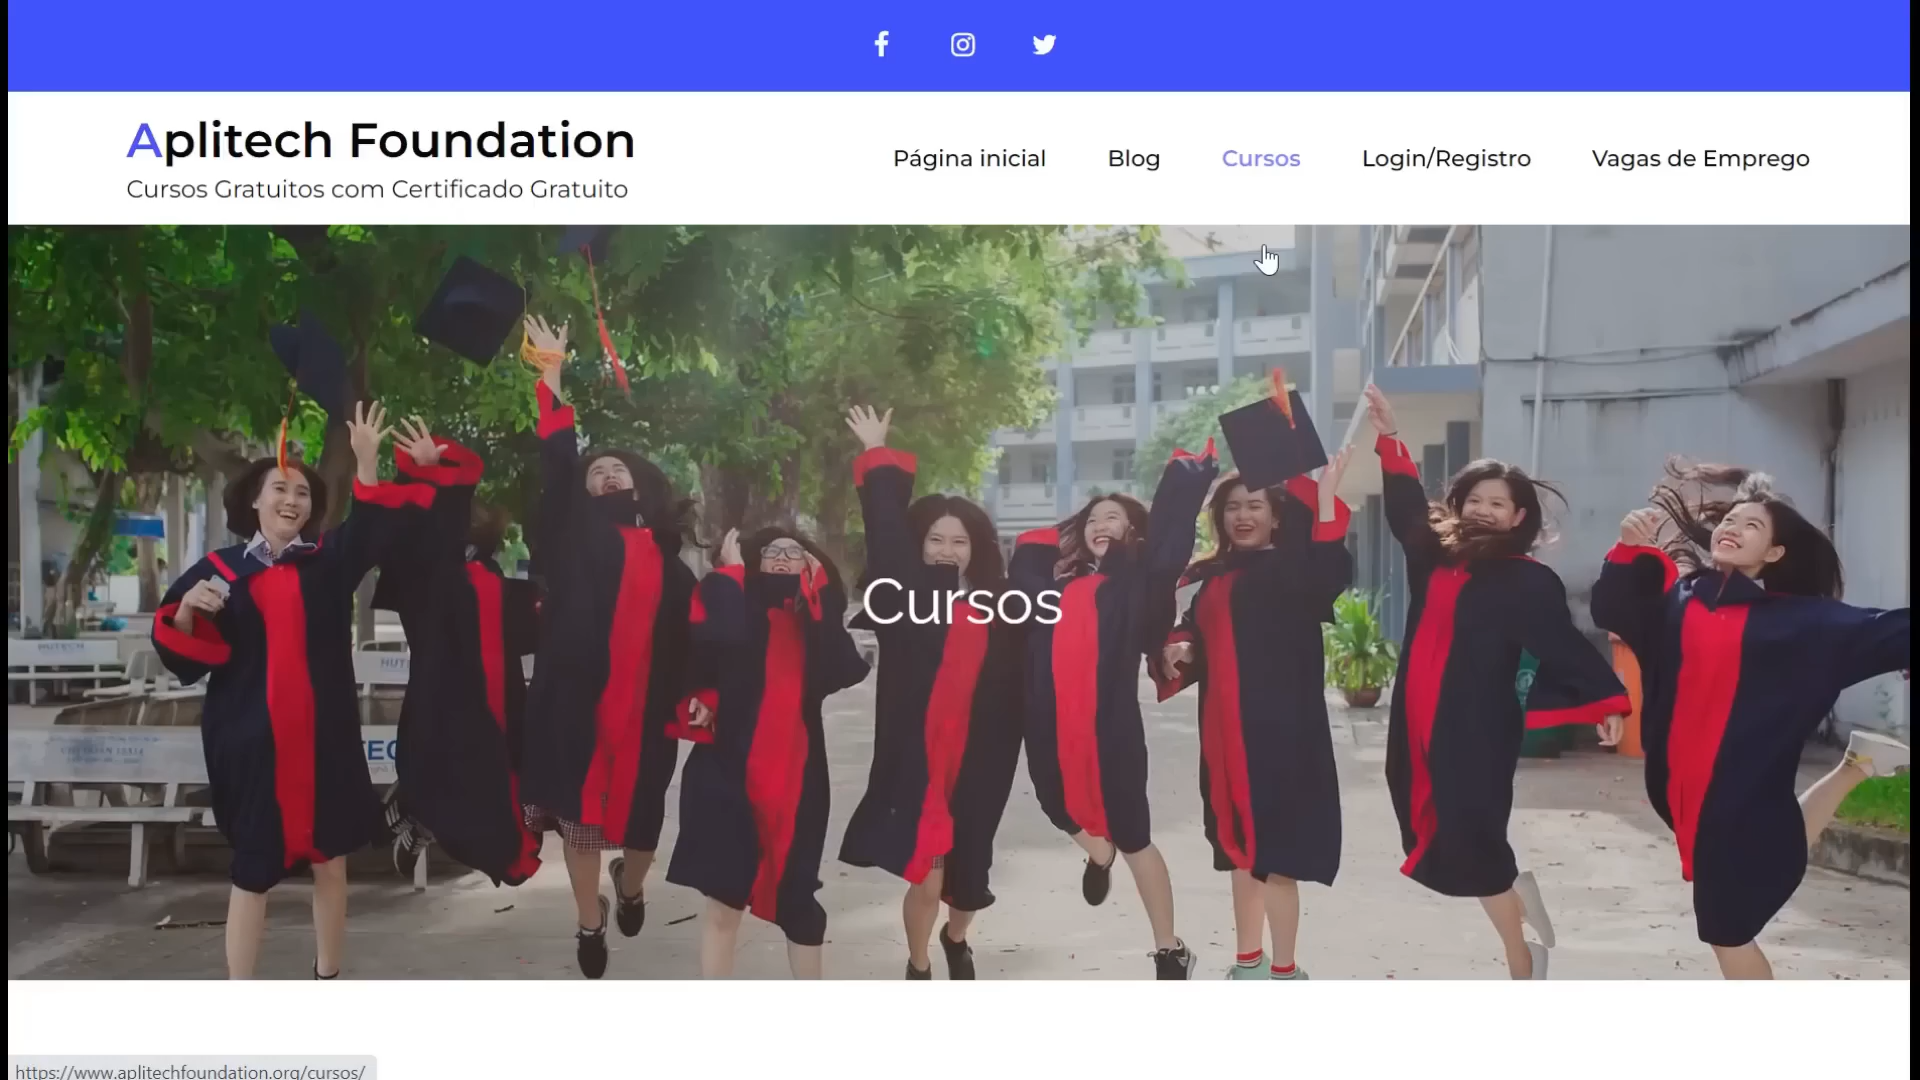 Aplitech Foundation
Cursos Gratuitos com Certificado Gratuito
Página inicial
Blog
Cursos
Login/Registro
Vagas de Emprego
Cursos
HUTECH
https://www.aplitechfoundation.org/cursos/